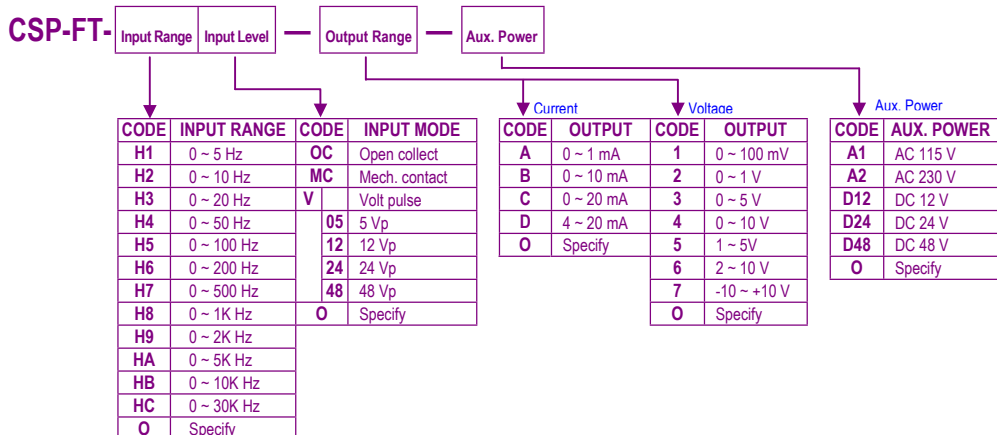 CSP-FT- Input Range Input Level — Output Range — Aux. Power
Current Voltage Aux. Power
CODE INPUT RANGE CODE INPUT MODE CODE OUTPUT CODE OUTPUT CODE AUX. POWER
H1 0 ~ 5 Hz OC Open collect A 0 ~ 1 mA 1 0 ~ 100 mV A1 AC 115 V
H2 0 ~ 10 Hz MC Mech. contact B 0 ~ 10 mA 2 0 ~ 1 V A2 AC 230 V
H3 0 ~ 20 Hz V Volt pulse C 0 ~ 20 mA 3 0 ~ 5 V D12 DC 12 V
H4 0 ~ 50 Hz 05 5 Vp D 4 ~ 20 mA 4 0 ~ 10 V D24 DC 24 V
H5 0 ~ 100 Hz 12 12 Vp O Specify 5 1 ~ 5V D48 DC 48 V
H6 0 ~ 200 Hz 24 24 Vp 6 2 ~ 10 V O Specify
H7 0 ~ 500 Hz 48 48 Vp 7 -10 ~ +10 V
H8 0 ~ 1K Hz O Specify O Specify
H9 0 ~ 2K Hz
HA 0 ~ 5K Hz
HB 0 ~ 10K Hz
HC 0 ~ 30K Hz
O Specify